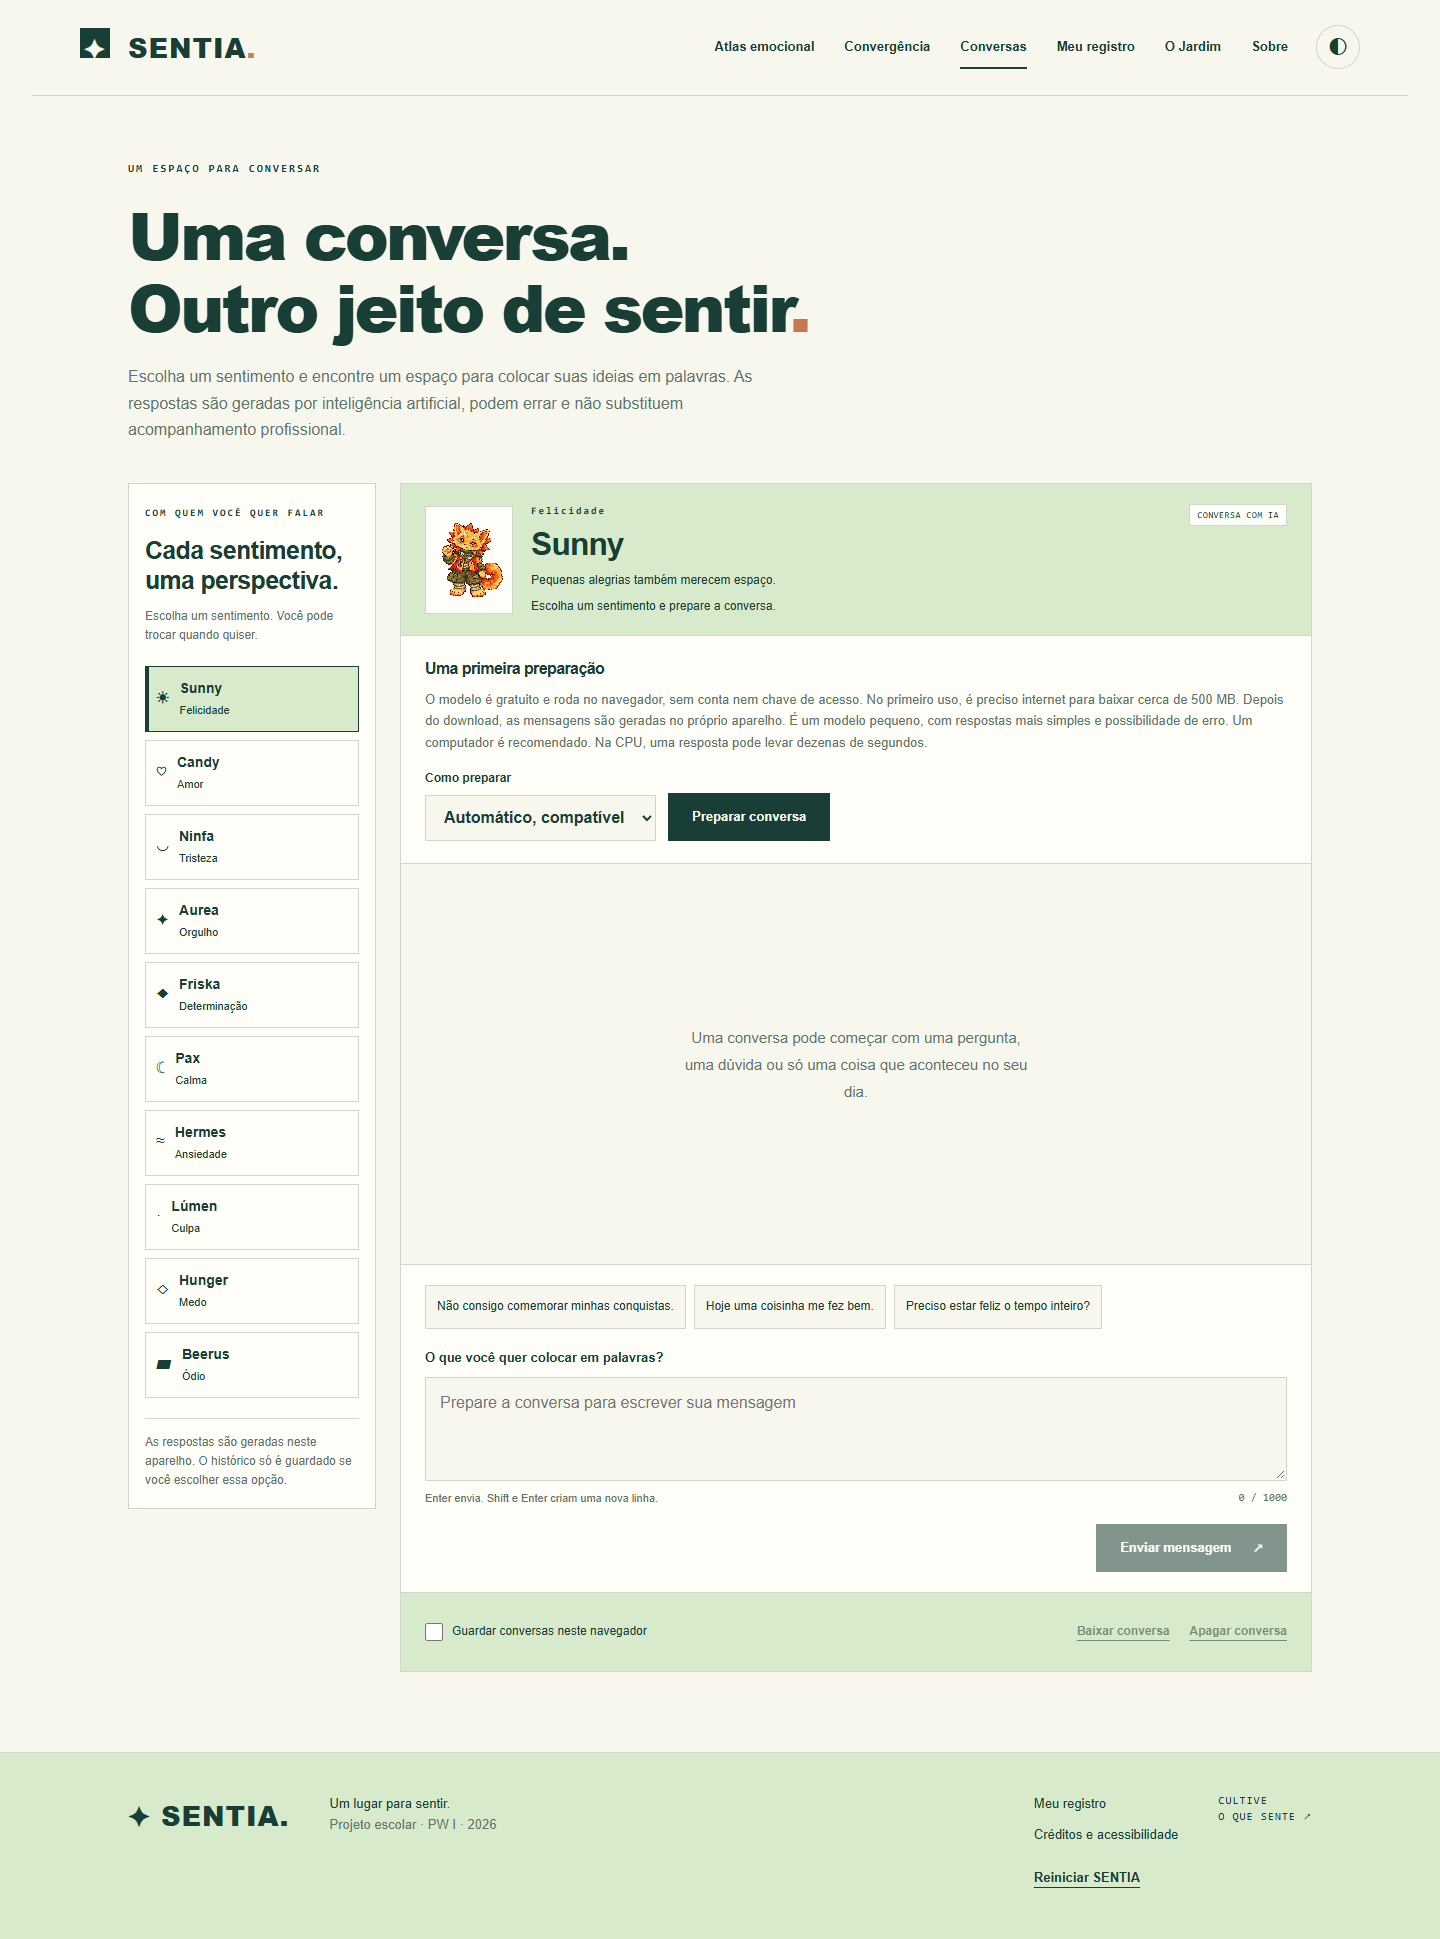 SENTIA.
Atlas emocional
Convergência
Conversas
Meu registro
O Jardim
Sobre
UM ESPAÇO PARA CONVERSAR
Uma conversa.
Outro jeito de sentir.
Escolha um sentimento e encontre um espaço para colocar suas ideias em palavras. As
respostas são geradas por inteligência artificial, podem errar e não substituem
acompanhamento profissional.
COM QUEM VOCÊ QUER FALAR
Cada sentimento,
uma perspectiva.
Escolha um sentimento. Você pode
trocar quando quiser.
Sunny
Felicidade
Candy
Amor
Ninfa
Tristeza
Aurea
Orgulho
Friska
Determinação
Pax
Calma
Hermes
Ansiedade
Lúmen
Culpa
Hunger
Medo
Beerus
Ódio
As respostas são geradas neste
aparelho. O histórico só é guardado se
você escolher essa opção.
Felicidade
Sunny
Pequenas alegrias também merecem espaço.
Escolha um sentimento e prepare a conversa.
CONVERSA COM IA
Uma primeira preparação
O modelo é gratuito e roda no navegador, sem conta nem chave de acesso. No primeiro uso, é preciso internet para baixar cerca de 500 MB. Depois
do download, as mensagens são geradas no próprio aparelho. É um modelo pequeno, com respostas mais simples e possibilidade de erro. Um
computador é recomendado. Na CPU, uma resposta pode levar dezenas de segundos.
Como preparar
Automático, compatível
Preparar conversa
Uma conversa pode começar com uma pergunta,
uma dúvida ou só uma coisa que aconteceu no seu
dia.
Não consigo comemorar minhas conquistas.
Hoje uma coisinha me fez bem.
Preciso estar feliz o tempo inteiro?
O que você quer colocar em palavras?
Prepare a conversa para escrever sua mensagem
Enter envia. Shift e Enter criam uma nova linha.
0 / 1000
Enviar mensagem ↗
Guardar conversas neste navegador
Baixar conversa
Apagar conversa
SENTIA.
Um lugar para sentir.
Projeto escolar · PW I · 2026
Meu registro
Créditos e acessibilidade
Reiniciar SENTIA
CULTIVE
O QUE SENTE ↗